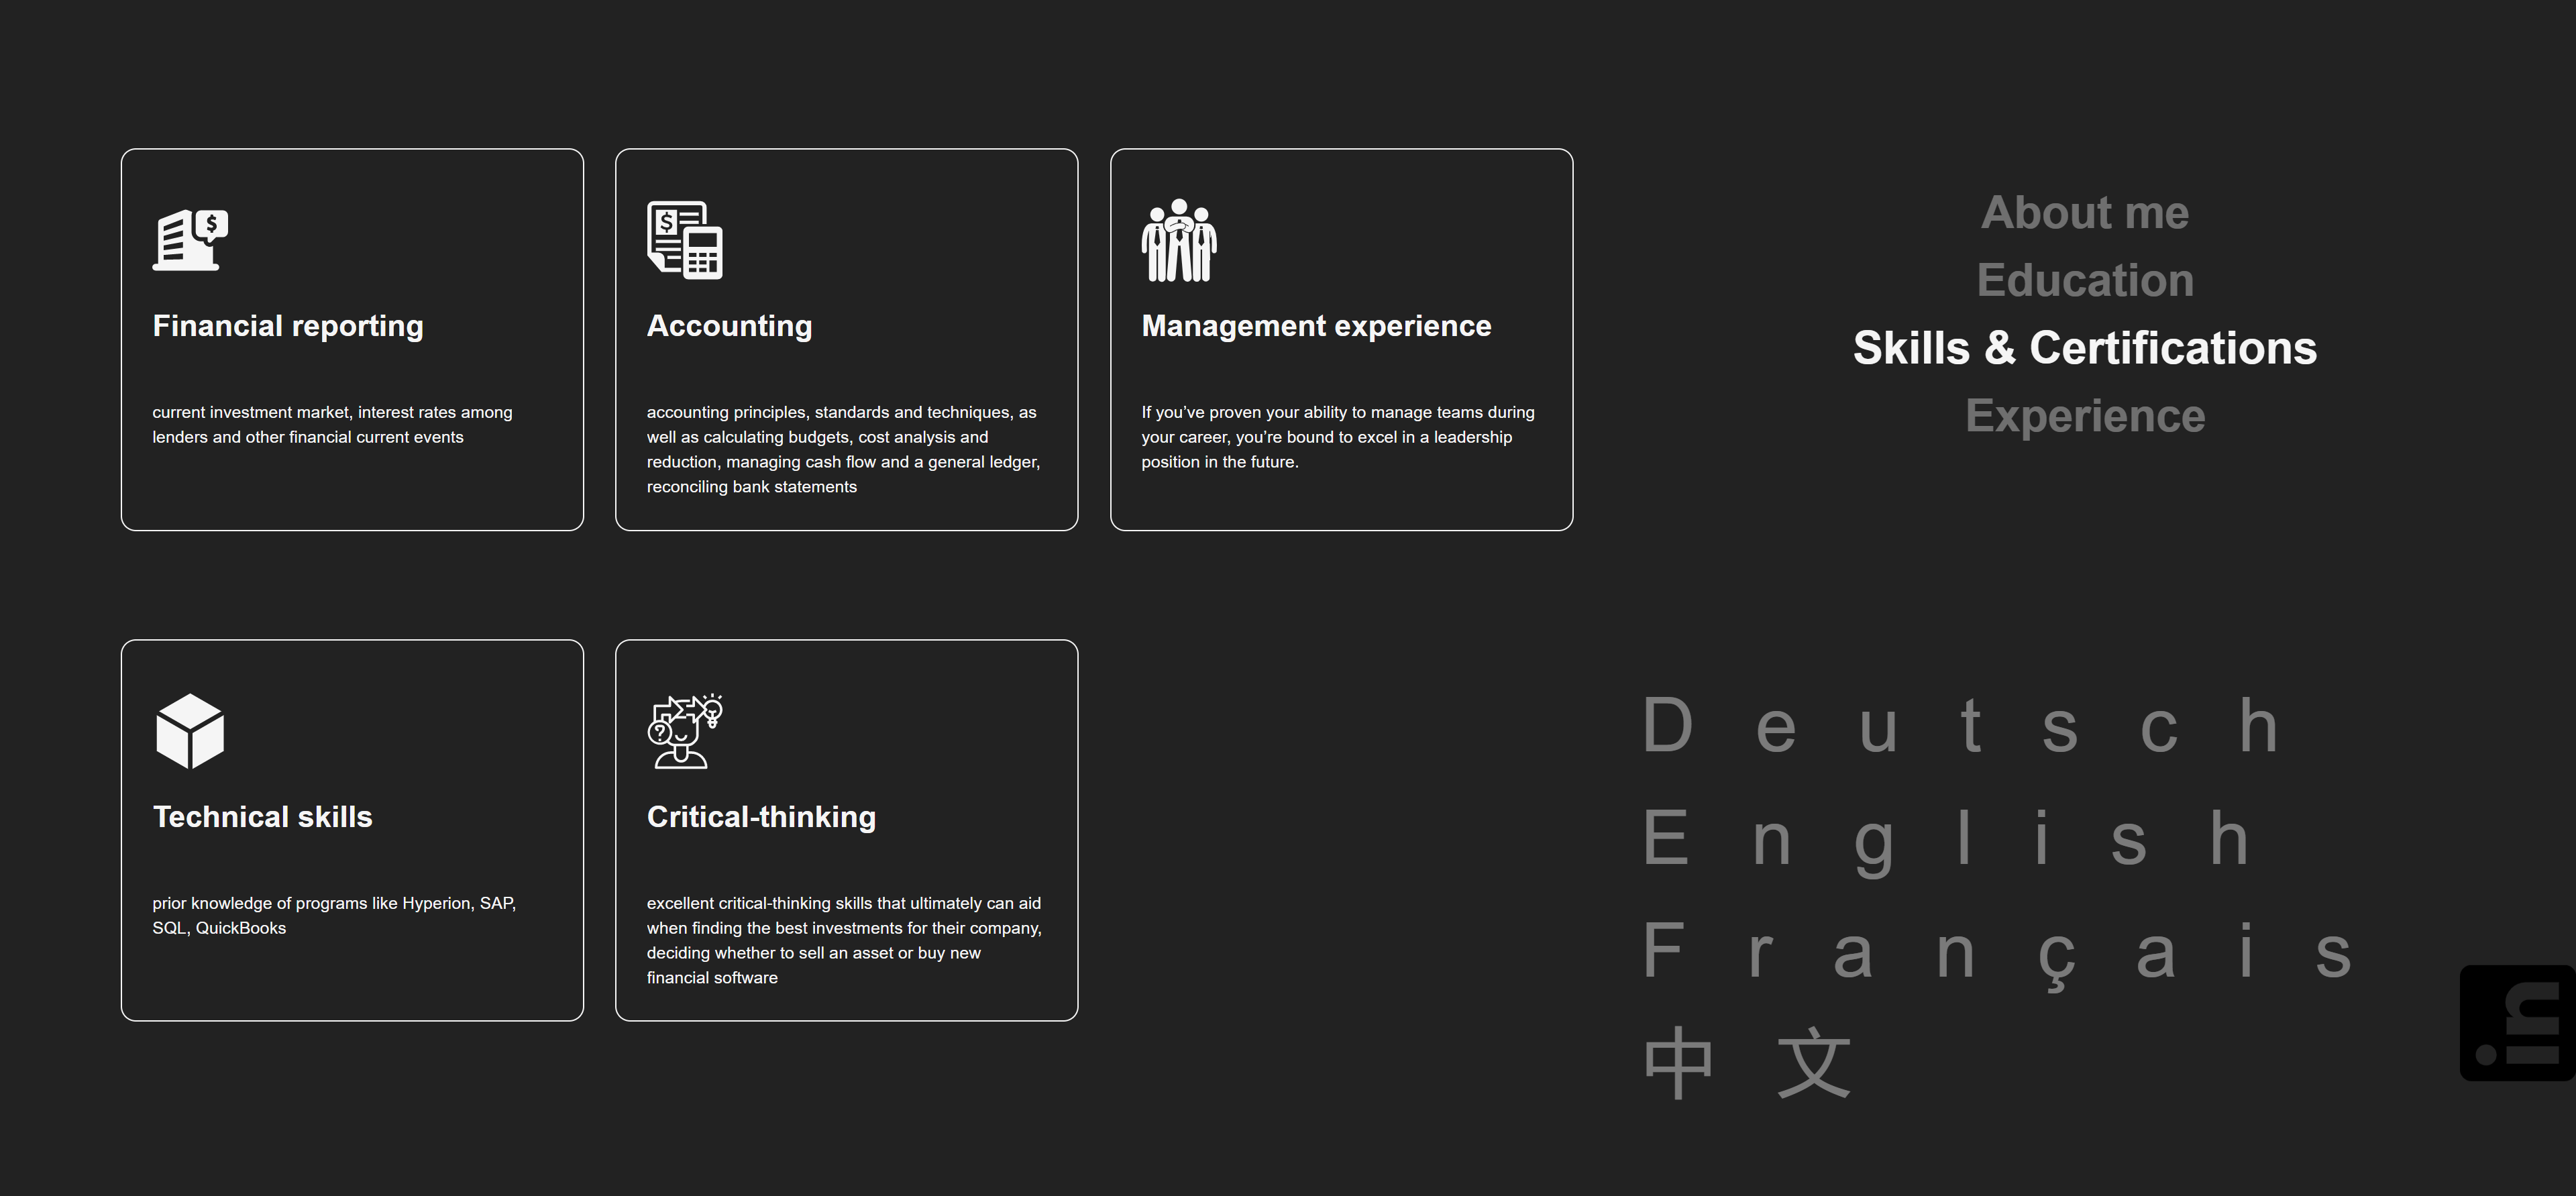 Financial reporting
current investment market, interest rates among
lenders and other financial current events
Accounting
accounting principles, standards and techniques, as
well as calculating budgets, cost analysis and
reduction, managing cash flow and a general ledger,
reconciling bank statements
Management experience
If you’ve proven your ability to manage teams during
your career, you’re bound to excel in a leadership
position in the future.
Technical skills
prior knowledge of programs like Hyperion, SAP,
SQL, QuickBooks
Critical-thinking
excellent critical-thinking skills that ultimately can aid
when finding the best investments for their company,
deciding whether to sell an asset or buy new
financial software
About me
Education
Skills & Certifications
Experience
Deutsch
English
Français
中文
in